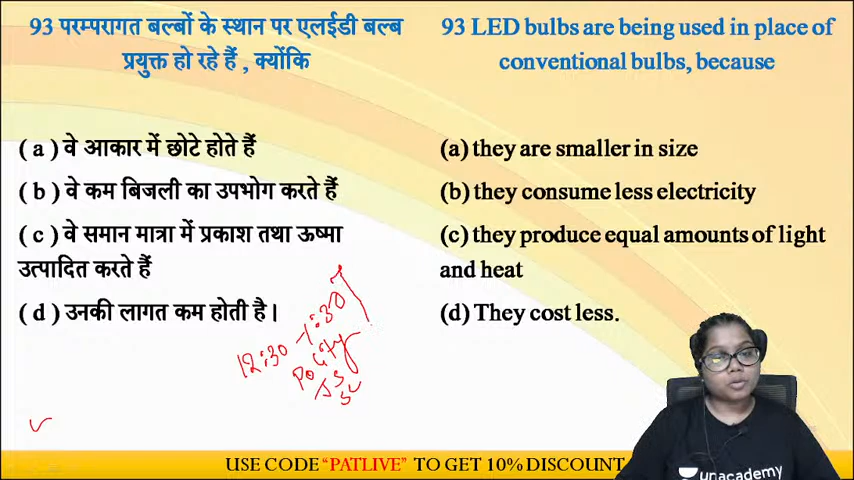 93 परम्परागत बल्बों के स्थान पर एलईडी बल्ब
प्रयुक्त हो रहे हैं , क्योंकि
( a ) वे आकार में छोटे होते हैं
( b ) वे कम बिजली का उपभोग करते हैं
( c ) वे समान मात्रा में प्रकाश तथा ऊष्मा
उत्पादित करते हैं
( d ) उनकी लागत कम होती है।
93 LED bulbs are being used in place of
conventional bulbs, because
(a) they are smaller in size
(b) they consume less electricity
(c) they produce equal amounts of light
and heat
(d) They cost less.
12:30 - 1:30
Polity
unacademy
USE CODE “PATLIVE” TO GET 10% DISCOUNT